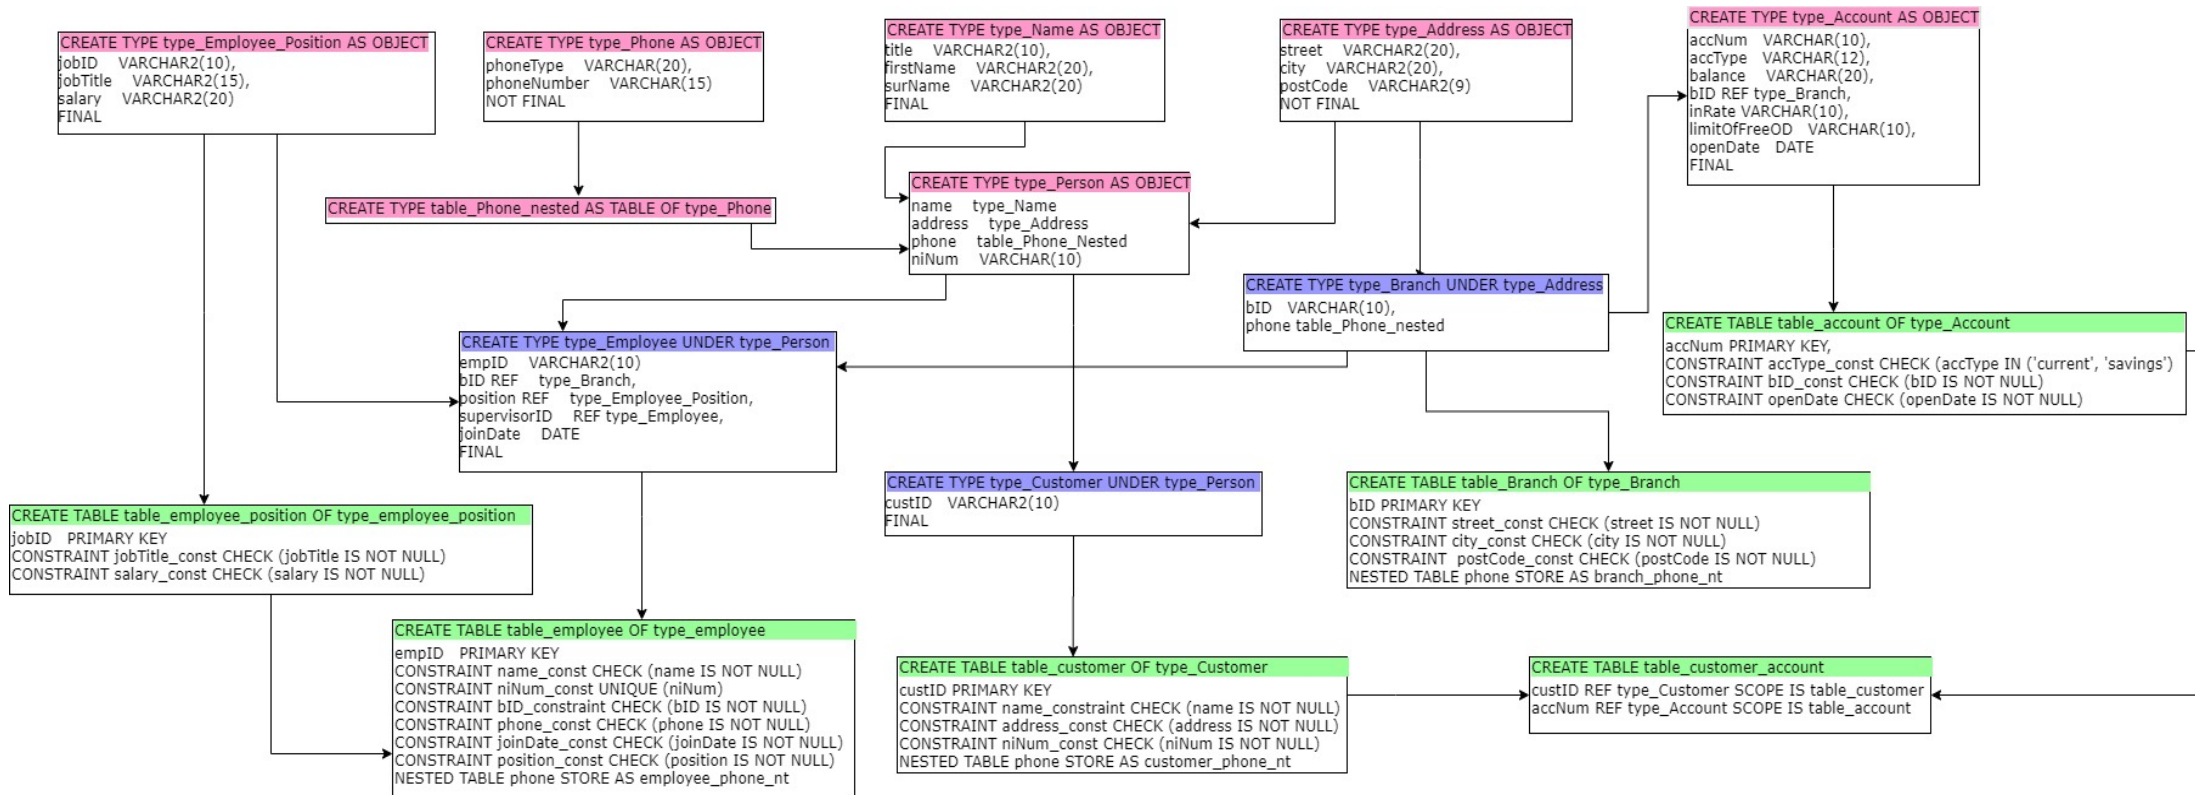 CREATE TYPE type_Employee_Position AS OBJECT
jobID VARCHAR2(10),
jobTitle VARCHAR2(15),
salary VARCHAR2(20)
FINAL
CREATE TYPE type_Phone AS OBJECT
phoneType VARCHAR(20),
phoneNumber VARCHAR(15)
NOT FINAL
CREATE TYPE type_Name AS OBJECT
title VARCHAR2(10),
firstName VARCHAR2(20),
surName VARCHAR2(20)
FINAL
CREATE TYPE type_Address AS OBJECT
street VARCHAR2(20),
city VARCHAR2(20),
postCode VARCHAR2(9)
NOT FINAL
CREATE TYPE type_Account AS OBJECT
accNum VARCHAR(10),
accType VARCHAR(12),
balance VARCHAR(20),
bID REF type_Branch,
inRate VARCHAR(10),
limitOfFreeOD VARCHAR(10),
openDate DATE
FINAL
CREATE TYPE table_Phone_nested AS TABLE OF type_Phone
CREATE TYPE type_Person AS OBJECT
name type_Name
address type_Address
phone table_Phone_Nested
niNum VARCHAR(10)
CREATE TYPE type_Branch UNDER type_Address
bID VARCHAR(10),
phone table_Phone_nested
CREATE TABLE table_account OF type_Account
accNum PRIMARY KEY,
CONSTRAINT accType_const CHECK (accType IN ('current', 'savings')
CONSTRAINT bID_const CHECK (bID IS NOT NULL)
CONSTRAINT openDate CHECK (openDate IS NOT NULL)
CREATE TYPE type_Employee UNDER type_Person
empID VARCHAR2(10)
bID REF type_Branch,
position REF type_Employee_Position,
supervisorID REF type_Employee,
joinDate DATE
FINAL
CREATE TYPE type_Customer UNDER type_Person
custID VARCHAR2(10)
FINAL
CREATE TABLE table_Branch OF type_Branch
bID PRIMARY KEY
CONSTRAINT street_const CHECK (street IS NOT NULL)
CONSTRAINT city_const CHECK (city IS NOT NULL)
CONSTRAINT postCode_const CHECK (postCode IS NOT NULL)
NESTED TABLE phone STORE AS branch_phone_nt
CREATE TABLE table_employee_position OF type_employee_position
jobID PRIMARY KEY
CONSTRAINT jobTitle_const CHECK (jobTitle IS NOT NULL)
CONSTRAINT salary_const CHECK (salary IS NOT NULL)
CREATE TABLE table_employee OF type_employee
empID PRIMARY KEY
CONSTRAINT name_const CHECK (name IS NOT NULL)
CONSTRAINT niNum_const UNIQUE (niNum)
CONSTRAINT bID_constraint CHECK (bID IS NOT NULL)
CONSTRAINT phone_const CHECK (phone IS NOT NULL)
CONSTRAINT joinDate_const CHECK (joinDate IS NOT NULL)
CONSTRAINT position_const CHECK (position IS NOT NULL)
NESTED TABLE phone STORE AS employee_phone_nt
CREATE TABLE table_customer OF type_Customer
custID PRIMARY KEY
CONSTRAINT name_constraint CHECK (name IS NOT NULL)
CONSTRAINT address_const CHECK (address IS NOT NULL)
CONSTRAINT niNum_const CHECK (niNum IS NOT NULL)
NESTED TABLE phone STORE AS customer_phone_nt
CREATE TABLE table_customer_account
custID REF type_Customer SCOPE IS table_customer
accNum REF type_Account SCOPE IS table_account